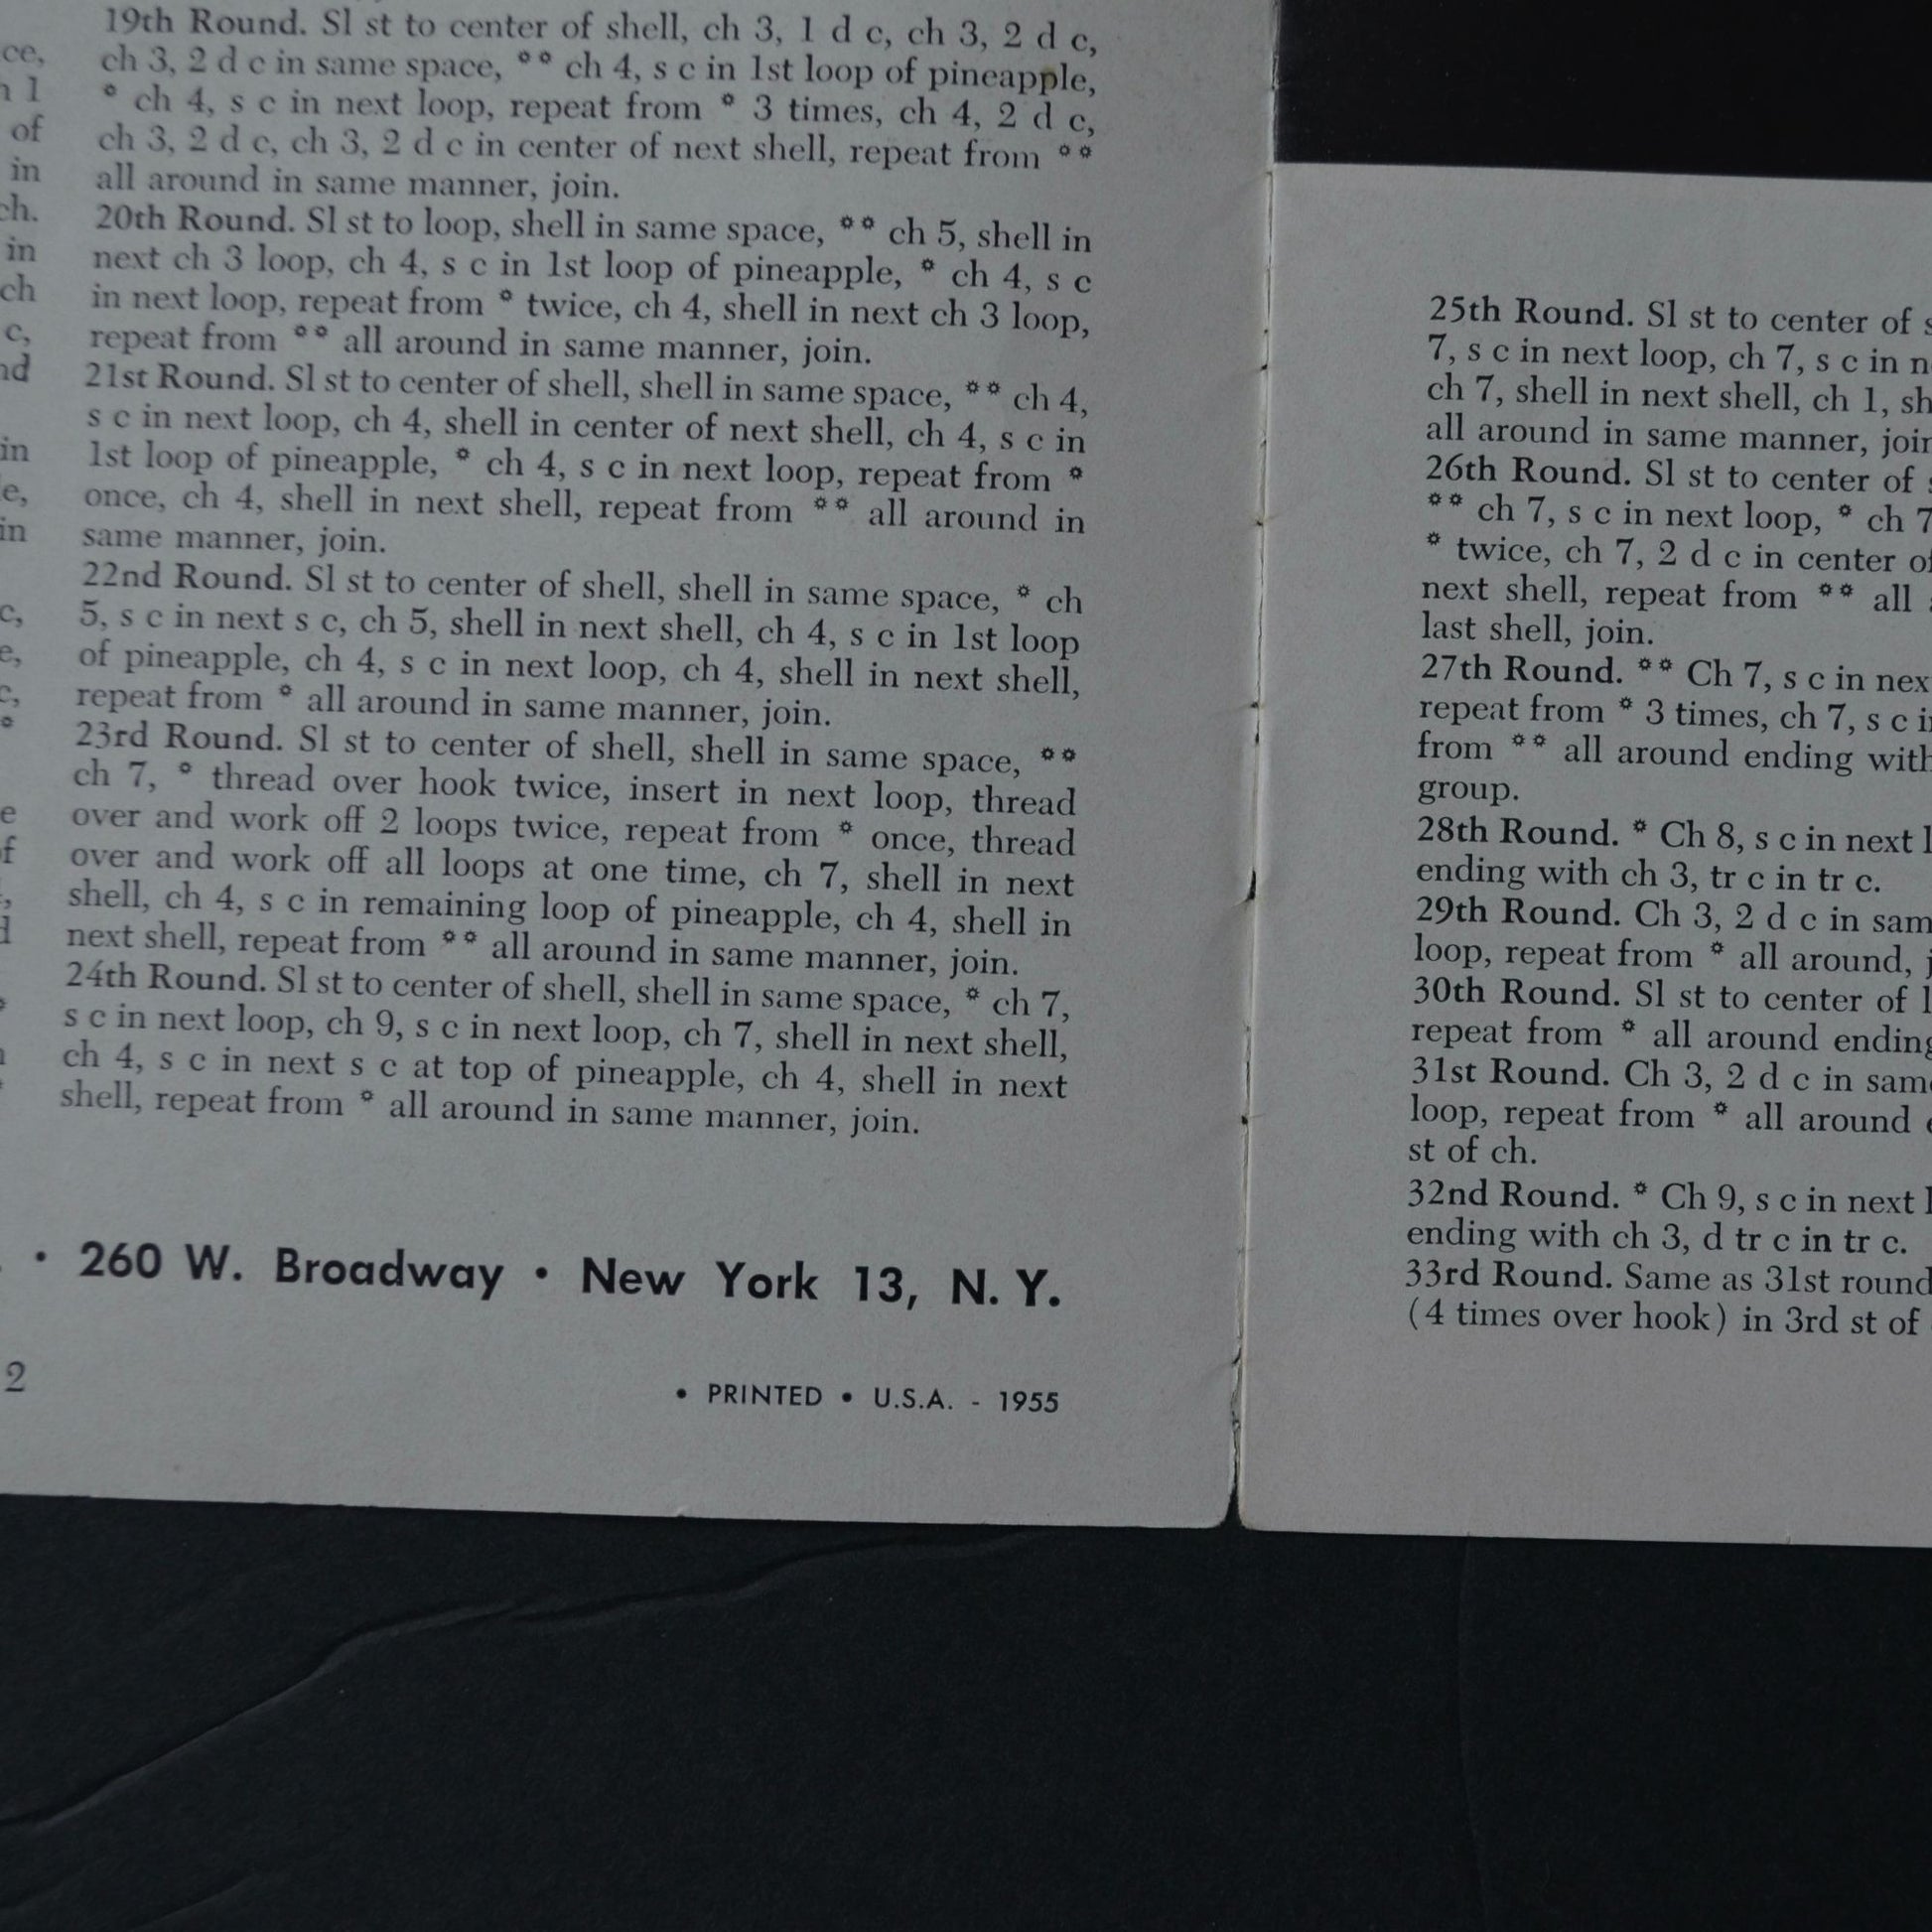 ce,
1
of
in
ch.
in
ch
c,
in
e,
in
c,
e,
c,
*
e
f
2
19th Round. Sl st to center of shell, ch 3, 1 d c, ch 3, 2 d c,
ch 3, 2 d c in same space, ** ch 4, s c in 1st loop of pineapple,
* ch 4, s c in next loop, repeat from * 3 times, ch 4, 2 d c,
ch 3, 2 d c, ch 3, 2 d c in center of next shell, repeat from **
all around in same manner, join.
20th Round. Sl st to loop, shell in same space, ** ch 5, shell in
next ch 3 loop, ch 4, s c in 1st loop of pineapple, * ch 4, s c
in next loop, repeat from * twice, ch 4, shell in next ch 3 loop,
repeat from ** all around in same manner, join.
21st Round. Sl st to center of shell, shell in same space, ** ch 4,
s c in next loop, ch 4, shell in center of next shell, ch 4, s c in
1st loop of pineapple, * ch 4, s c in next loop, repeat from *
once, ch 4, shell in next shell, repeat from ** all around in
same manner, join.
22nd Round. Sl st to center of shell, shell in same space, * ch
5, s c in next s c, ch 5, shell in next shell, ch 4, s c in 1st loop
of pineapple, ch 4, s c in next loop, ch 4, shell in next shell,
repeat from * all around in same manner, join.
23rd Round. Sl st to center of shell, shell in same space, **
ch 7, * thread over hook twice, insert in next loop, thread
over and work off 2 loops twice, repeat from * once, thread
over and work off all loops at one time, ch 7, shell in next
shell, ch 4, s c in remaining loop of pineapple, ch 4, shell in
next shell, repeat from ** all around in same manner, join.
24th Round. Sl st to center of shell, shell in same space, * ch 7,
s c in next loop, ch 9, s c in next loop, ch 7, shell in next shell,
ch 4, s c in next s c at top of pineapple, ch 4, shell in next
shell, repeat from * all around in same manner, join.
• 260 W. Broadway • New York 13, N. Y.
• PRINTED • U.S.A. - 1955
25th Round. Sl st to center of
7, s c in next loop, ch 7, s c in
ch 7, shell in next shell, ch 1,
all around in same manner,
26th Round. Sl st to center of
** ch 7, s c in next loop, * ch 7
* twice, ch 7, 2 d c in center
next shell, repeat from ** all
last shell, join.
27th Round. ** Ch 7, s c in
repeat from * 3 times, ch 7, s c
from ** all around ending
group.
28th Round. * Ch 8, s c in next
ending with ch 3, tr c in tr c.
29th Round. Ch 3, 2 d c in
loop, repeat from * all around,
30th Round. Sl st to center of
repeat from * all around
31st Round. Ch 3, 2 d c in
loop, repeat from * all around
st of ch.
32nd Round. * Ch 9, s c in next
ending with ch 3, d tr c in tr c.
33rd Round. Same as 31st round
(4 times over hook) in 3rd st of